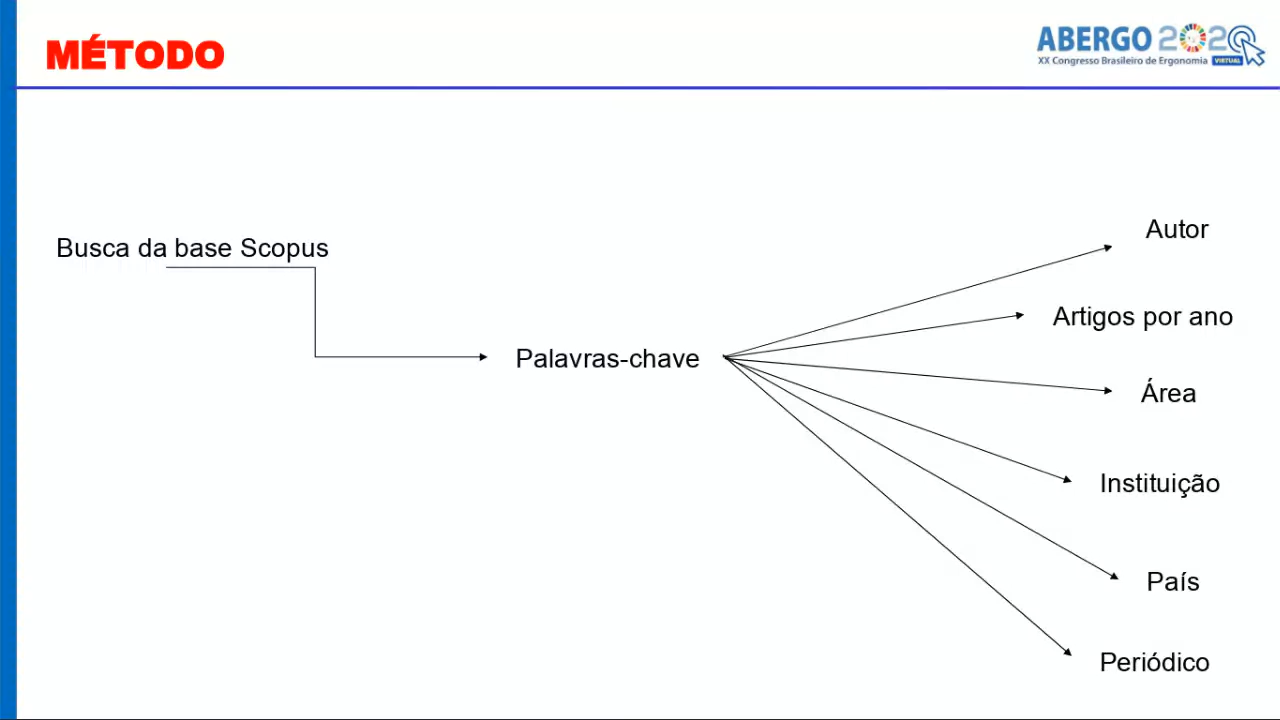 MÉTODO
ABERGO 2020
XX Congresso Brasileiro de Ergonomia VIRTUAL
Busca da base Scopus
Palavras-chave
Autor
Artigos por ano
Área
Instituição
País
Periódico